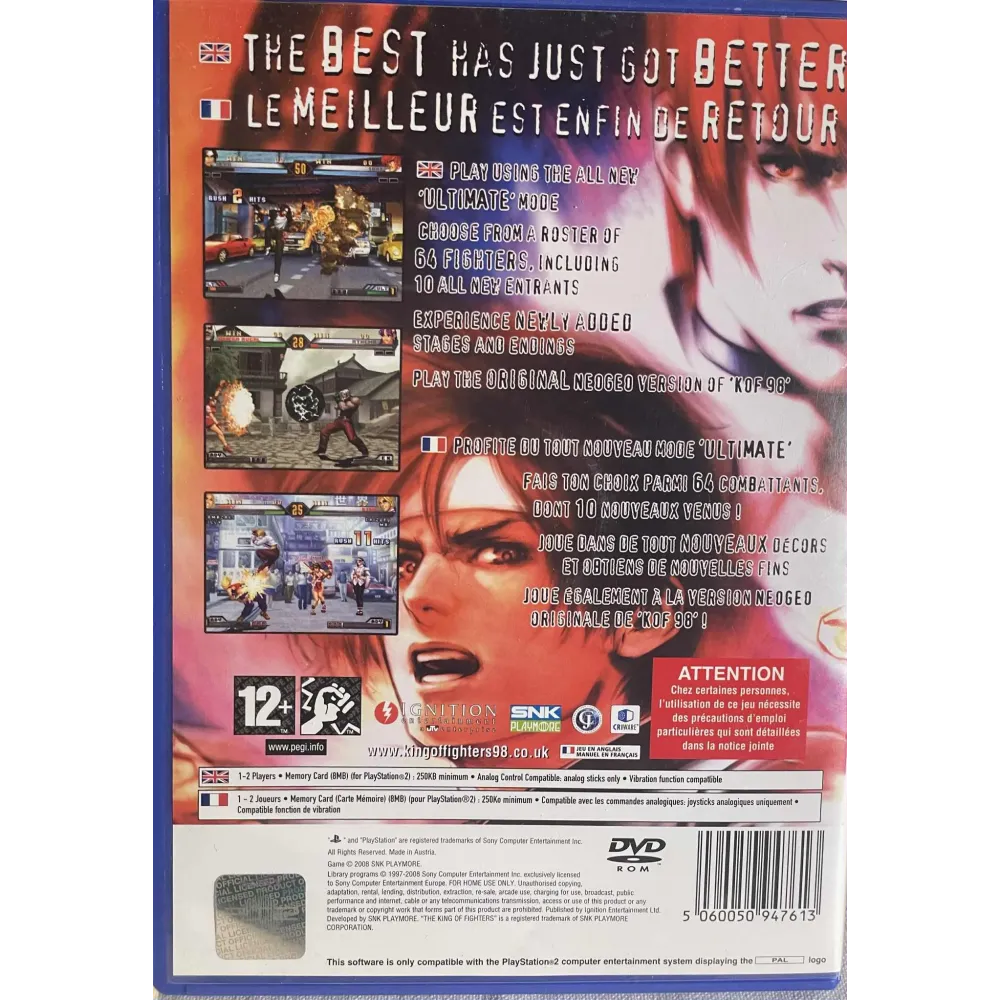 THE BEST HAS JUST GOT BETTER
LE MEILLEUR EST ENFIN DE RETOUR
PLAY USING THE ALL NEW
'ULTIMATE' MODE
CHOOSE FROM A ROSTER OF
64 FIGHTERS, INCLUDING
10 ALL NEW ENTRANTS
EXPERIENCE NEWLY ADDED
STAGES AND ENDINGS
PLAY THE ORIGINAL NEOGEO VERSION OF 'KOF 98'
50
RUSH 2 HITS
28
25
RUSH 11 HITS
PROFITE DU TOUT NOUVEAU MODE 'ULTIMATE'
FAIS TON CHOIX PARMI 64 COMBATTANTS,
DONT 10 NOUVEAUX VENUS !
JOUE DANS DE TOUT NOUVEAUX DÉCORS
ET OBTIENS DE NOUVELLES FINS
JOUE ÉGALEMENT À LA VERSION NEOGEO
ORIGINALE DE 'KOF 98' !
ATTENTION
Chez certaines personnes,
l'utilisation de ce jeu nécessite
des précautions d'emploi
particulières qui sont détaillées
dans la notice jointe
12+
www.pegi.info
IGNITION
entertainment
SNK
PLAYMORE
CRIWARE
www.kingoffighters98.co.uk
JEU EN ANGLAIS
MANUEL EN FRANÇAIS
1-2 Players • Memory Card (8MB) (for PlayStation®2) : 250KB minimum • Analog Control Compatible: analog sticks only • Vibration function compatible
1 – 2 Joueurs • Memory Card (Carte Mémoire) (8MB) (pour PlayStation®2) : 250Ko minimum • Compatible avec les commandes analogiques: joysticks analogiques uniquement •
Compatible fonction de vibration
" " and "PlayStation" are registered trademarks of Sony Computer Entertainment Inc.
All Rights Reserved. Made in Austria.
Game © 2008 SNK PLAYMORE.
Library programs © 1997-2008 Sony Computer Entertainment Inc. exclusively licensed
to Sony Computer Entertainment Europe. FOR HOME USE ONLY. Unauthorised copying,
adaptation, rental, lending, distribution, extraction, re-sale, arcade use, charging for use, broadcast, public
performance and internet, cable or any telecommunications transmission, access or use of this product or any
trademark or copyright work that forms part of this product are prohibited. Published by Ignition Entertainment Ltd.
Developed by SNK PLAYMORE. "THE KING OF FIGHTERS" is a registered trademark of SNK PLAYMORE
CORPORATION.
DVD
ROM
5 060050 947613
This software is only compatible with the PlayStation®2 computer entertainment system displaying the PAL logo